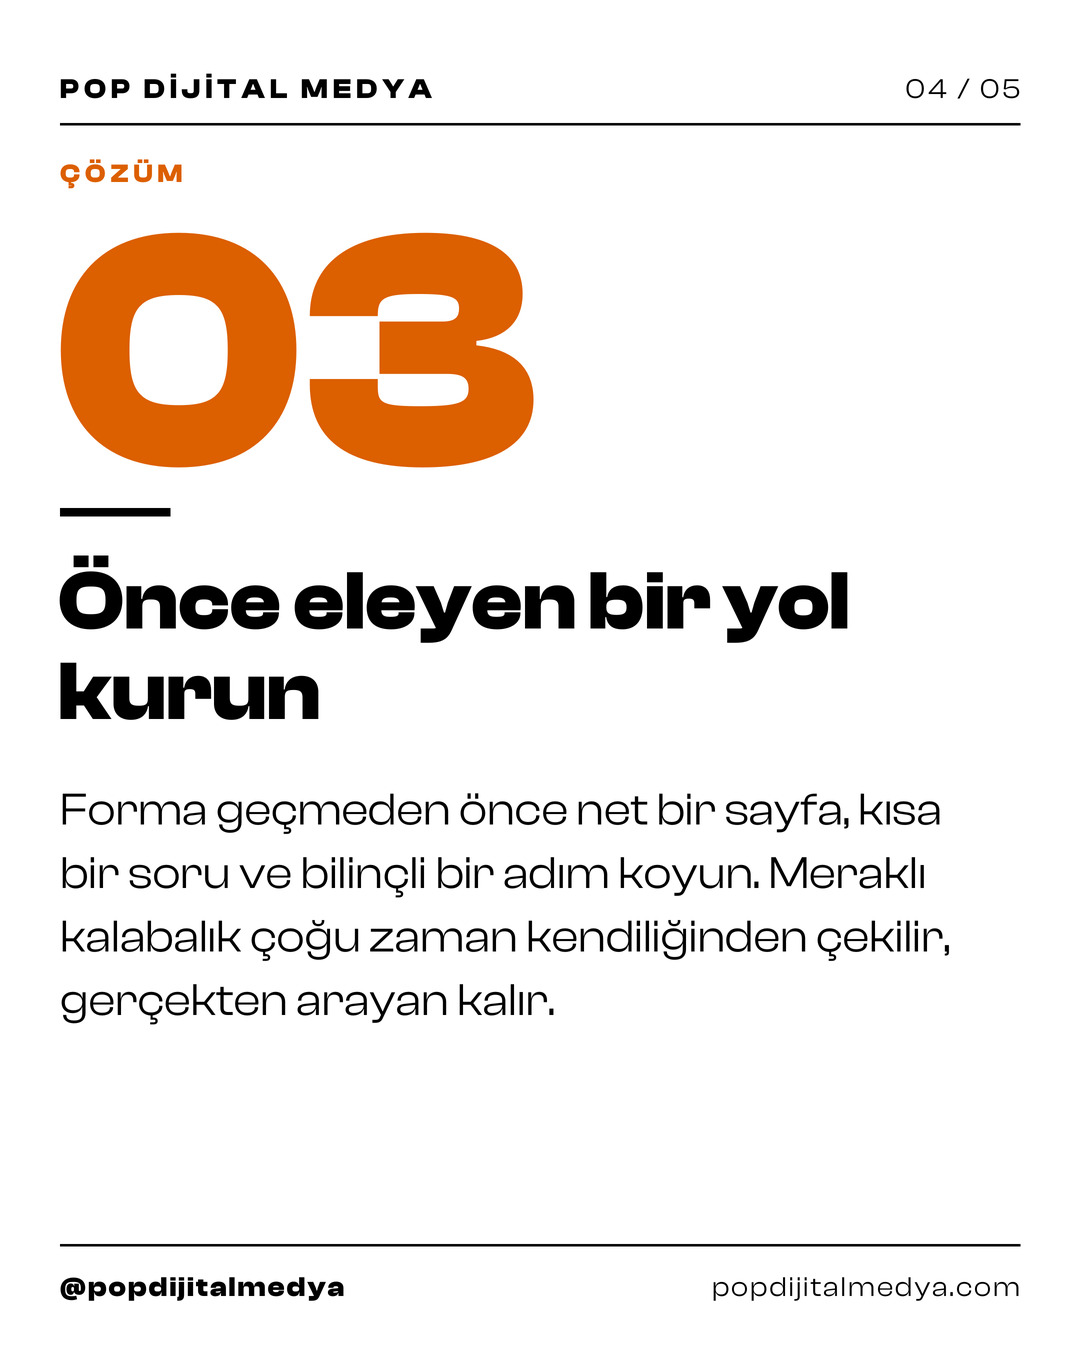 POP DİJİTAL MEDYA
04 / 05
ÇÖZÜM
03
Önce eleyen bir yol
kurun
Forma geçmeden önce net bir sayfa, kısa
bir soru ve bilinçli bir adım koyun. Meraklı
kalabalık çoğu zaman kendiliğinden çekilir,
gerçekten arayan kalır.
@popdijitalmedya
popdijitalmedya.com